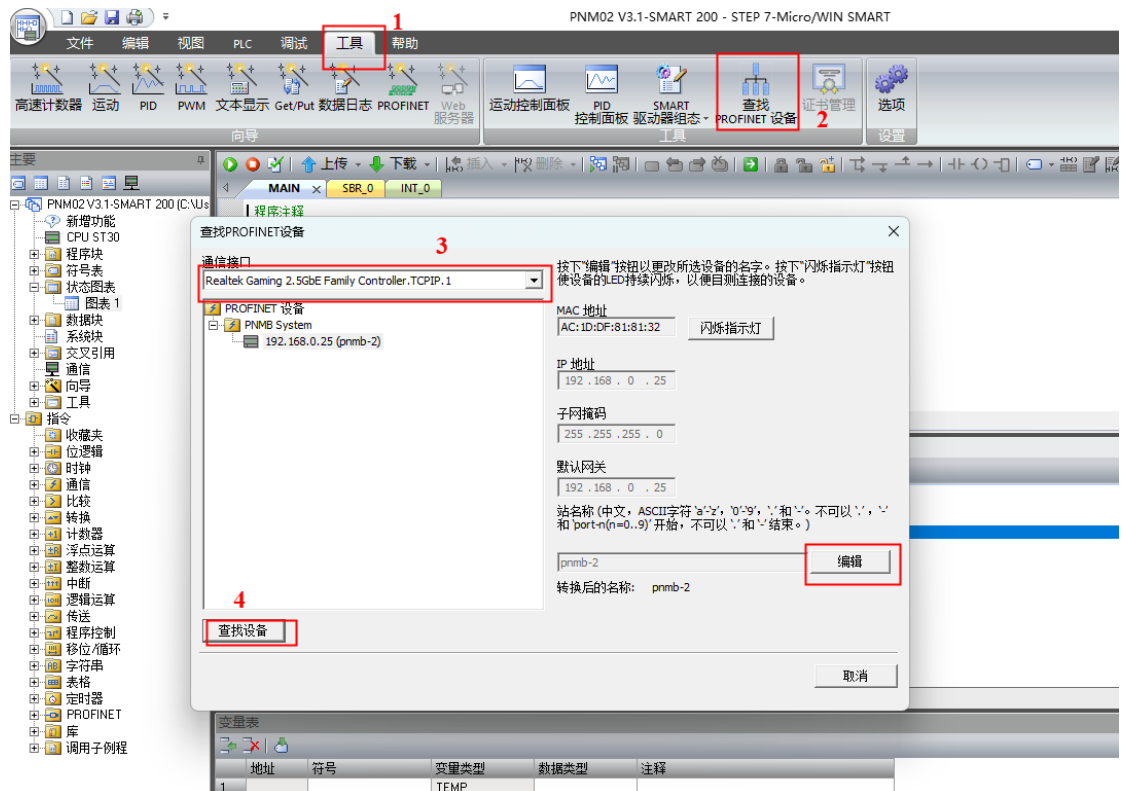 PNM02 V3.1-SMART 200 - STEP 7-Micro/WIN SMART
1
文件 编辑 视图 PLC 调试 工具 帮助
高速计数器 运动 PID PWM 文本显示 Get/Put 数据日志 PROFINET Web 服务器
向导
运动控制面板 PID 控制面板 SMART 驱动器组态 查找 PROFINET 设备 证书管理
2
工具
选项
设置
主要
上传 下载 插入 删除
MAIN SBR_0 INT_0
程序注释
PNM02 V3.1-SMART 200 (C:\Us
新增功能
CPU ST30
程序块
符号表
状态图表
图表 1
数据块
系统块
交叉引用
通信
向导
工具
指令
收藏夹
位逻辑
时钟
通信
比较
转换
计数器
浮点运算
整数运算
中断
逻辑运算
传送
程序控制
移位/循环
字符串
表格
定时器
PROFINET
库
调用子例程
查找PROFINET设备
3
通信接口
Realtek Gaming 2.5GbE Family Controller.TCPIP.1
PROFINET 设备
PNMB System
192.168.0.25 (pnmb-2)
4
查找设备
按下"编辑"按钮以更改所选设备的名字。按下"闪烁指示灯"按钮
使设备的LED持续闪烁，以便目测连接的设备。
MAC 地址
AC:1D:DF:81:81:32 闪烁指示灯
IP 地址
192 . 168 . 0 . 25
子网掩码
255 . 255 . 255 . 0
默认网关
192 . 168 . 0 . 25
站名称 (中文，ASCII字符 'a'-'z'，'0'-'9'，'.' 和 '-'。不可以 '.'，'-'
和 'port-n(n=0..9)' 开始，不可以 '.' 和 '-' 结束。)
pnmb-2 编辑
转换后的名称: pnmb-2
取消
变量表
地址 符号 变量类型 数据类型 注释
1 TEMP